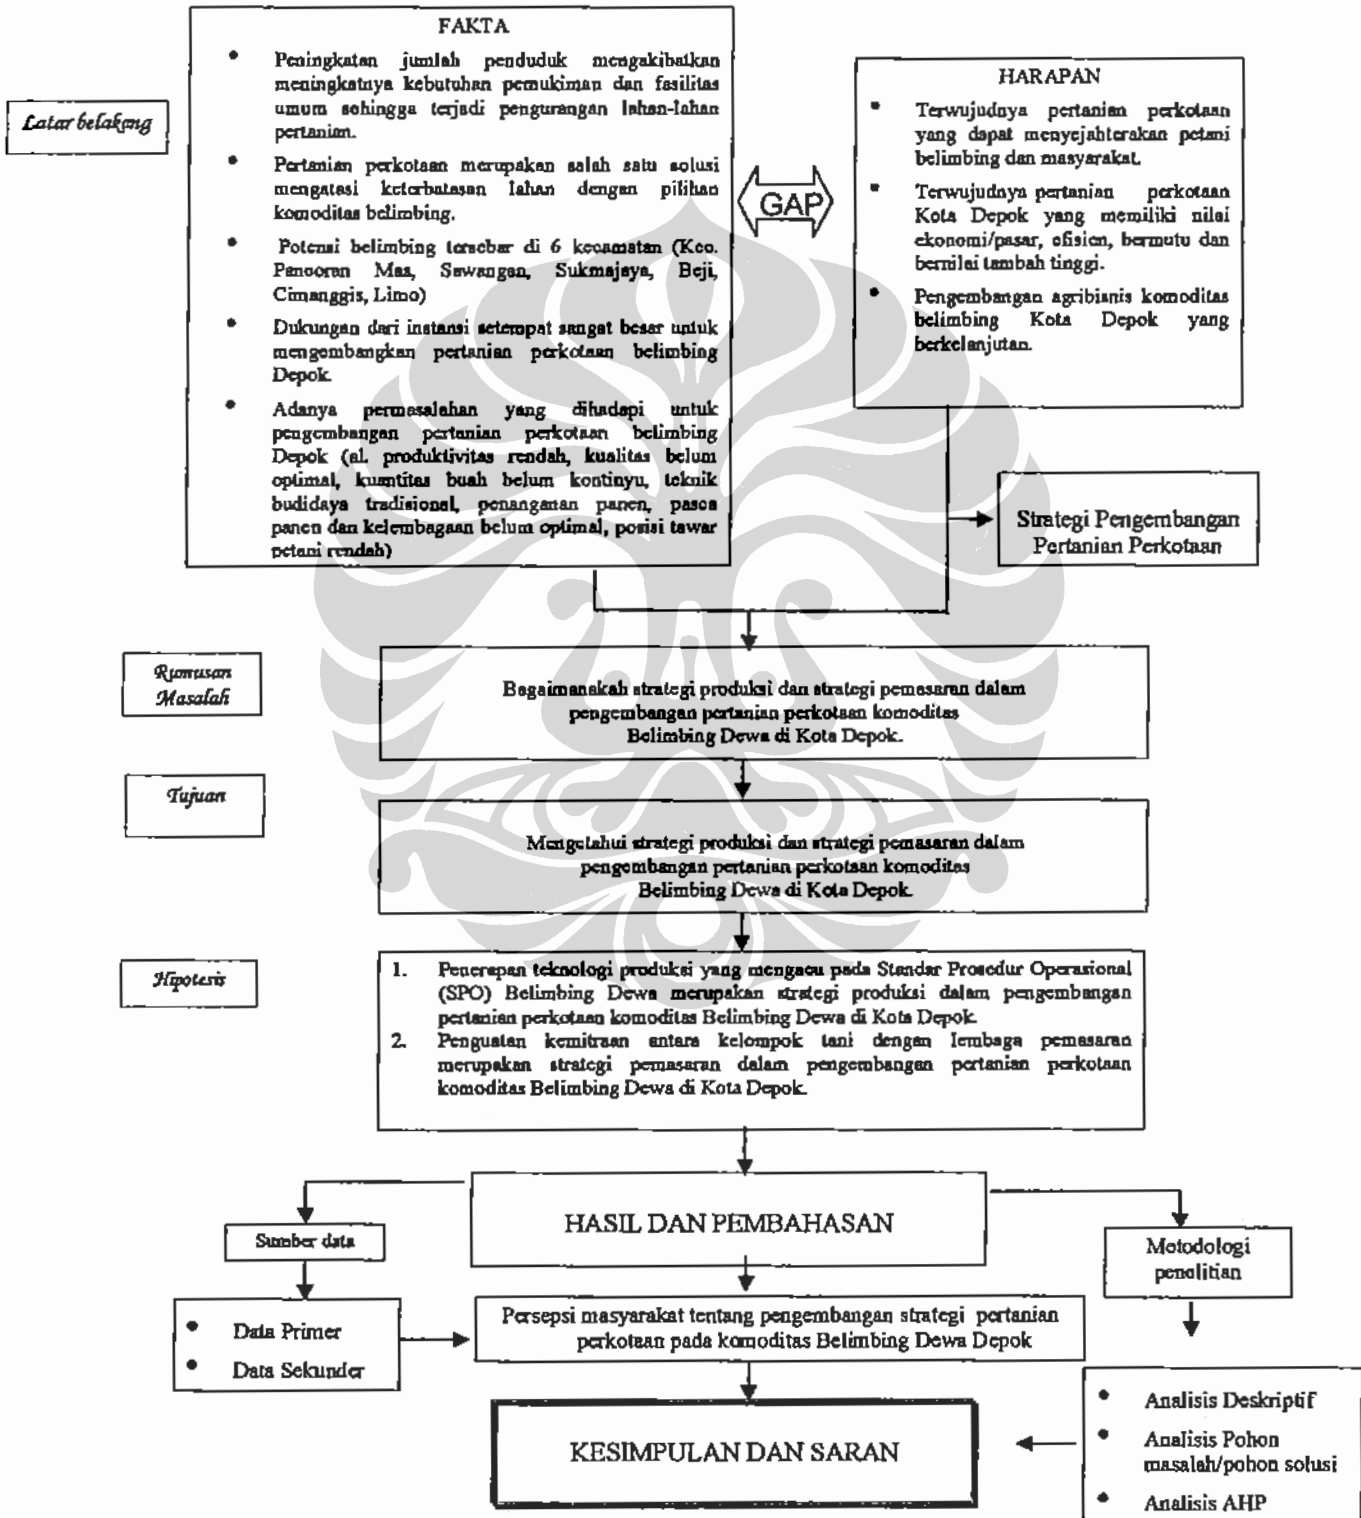 FAKTA
• Peningkatan jumlah penduduk mengakibatkan
meningkatnya kebutuhan pemukiman dan fasilitas
umum sehingga terjadi pengurangan lahan-lahan
pertanian.
• Pertanian perkotaan merupakan salah satu solusi
mengatasi keterbatasan lahan dengan pilihan
komoditas belimbing.
• Potensi belimbing tersebar di 6 kecamatan (Kec.
Pancoran Mas, Sawangan, Sukmajaya, Beji,
Cimanggis, Limo)
• Dukungan dari instansi setempat sangat besar untuk
mengembangkan pertanian perkotaan belimbing
Depok.
• Adanya permasalahan yang dihadapi untuk
pengembangan pertanian perkotaan belimbing
Depok (al. produktivitas rendah, kualitas belum
optimal, kuantitas buah belum kontinyu, teknik
budidaya tradisional, penanganan panen, pasca
panen dan kelembagaan belum optimal, posisi tawar
petani rendah)
Latar belakang
GAP
HARAPAN
• Terwujudnya pertanian perkotaan
yang dapat menyejahterakan petani
belimbing dan masyarakat.
• Terwujudnya pertanian perkotaan
Kota Depok yang memiliki nilai
ekonomi/pasar, efisien, bermutu dan
bernilai tambah tinggi.
• Pengembangan agribisnis komoditas
belimbing Kota Depok yang
berkelanjutan.
Strategi Pengembangan
Pertanian Perkotaan
Rumusan
Masalah
Bagaimanakah strategi produksi dan strategi pemasaran dalam
pengembangan pertanian perkotaan komoditas
Belimbing Dewa di Kota Depok.
Tujuan
Mengetahui strategi produksi dan strategi pemasaran dalam
pengembangan pertanian perkotaan komoditas
Belimbing Dewa di Kota Depok.
Hipotesis
1. Penerapan teknologi produksi yang mengacu pada Standar Prosedur Operasional
(SPO) Belimbing Dewa merupakan strategi produksi dalam pengembangan
pertanian perkotaan komoditas Belimbing Dewa di Kota Depok.
2. Penguatan kemitraan antara kelompok tani dengan lembaga pemasaran
merupakan strategi pemasaran dalam pengembangan pertanian perkotaan
komoditas Belimbing Dewa di Kota Depok.
HASIL DAN PEMBAHASAN
Sumber data
Metodologi
penelitian
• Data Primer
• Data Sekunder
Persepsi masyarakat tentang pengembangan strategi pertanian
perkotaan pada komoditas Belimbing Dewa Depok
KESIMPULAN DAN SARAN
• Analisis Deskriptif
• Analisis Pohon
masalah/pohon solusi
• Analisis AHP